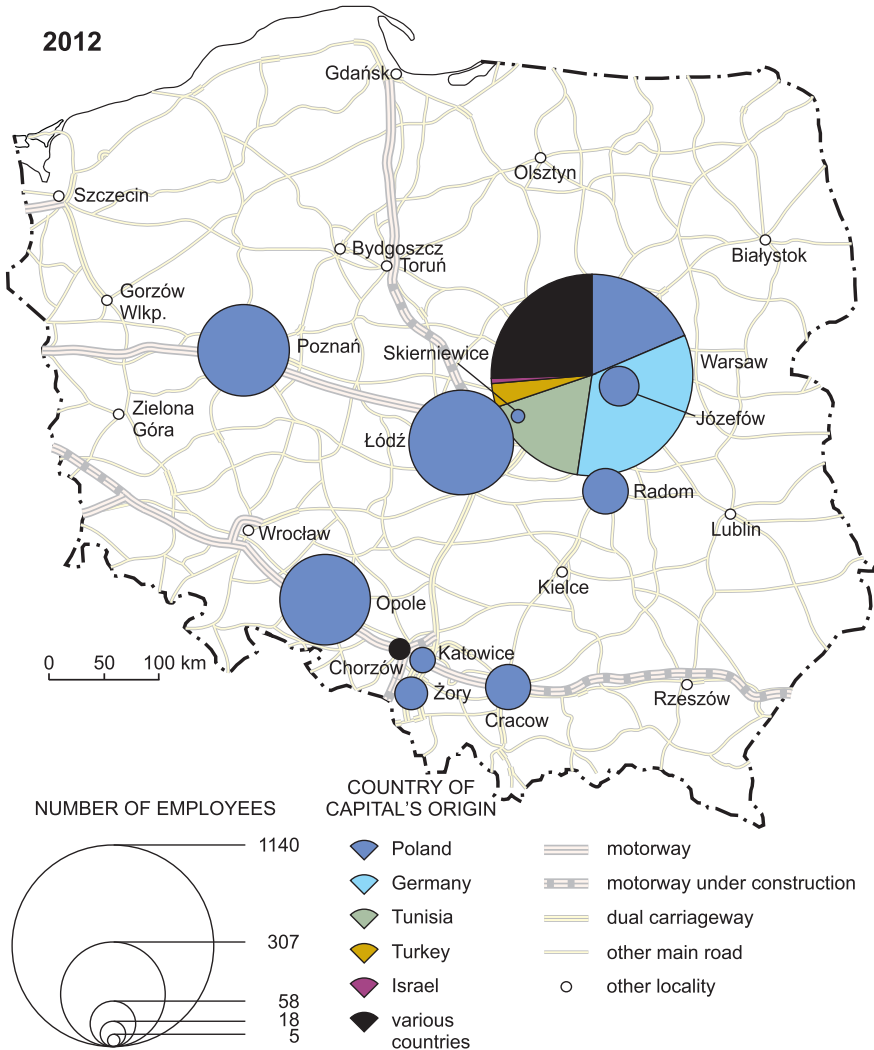 2012
Gdańsk
Olsztyn
Szczecin
Bydgoszcz
Toruń
Białystok
Gorzów
Wlkp.
Skierniewice
Poznań
Warsaw
Zielona
Góra
Józefów
Łódź
Radom
Lublin
Wrocław
Kielce
Opole
Chorzów
Katowice
Żory
Cracow
Rzeszów
0 50 100 km
NUMBER OF EMPLOYEES
1140
307
58
18
5
COUNTRY OF
CAPITAL'S ORIGIN
Poland
Germany
Tunisia
Turkey
Israel
various
countries
motorway
motorway under construction
dual carriageway
other main road
other locality